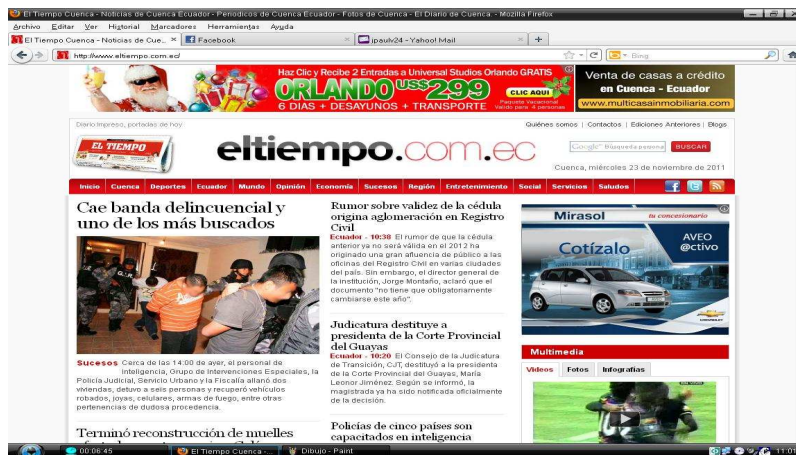 El Tiempo Cuenca - Noticias de Cuenca Ecuador - Periodicos de Cuenca Ecuador - Fotos de Cuenca - El Diario de Cuenca. - Mozilla Firefox
Archivo Editar Ver Historial Marcadores Herramientas Ayuda
El Tiempo Cuenca - Noticias de Cue... Facebook jpaulv24 - Yahoo! Mail
http://www.eltiempo.com.ec/ Bing
Haz Clic y Recibe 2 Entradas a Universal Studios Orlando GRATIS
ORLANDO US$299
CLIC AQUI
6 DIAS + DESAYUNOS + TRANSPORTE
Paquete Vacacional
Valido para 4 personas
Venta de casas a crédito
en Cuenca - Ecuador
www.multicasainmobiliaria.com
Diario Impreso, portadas de hoy
Quiénes somos | Contactos | Ediciones Anteriores | Blogs
EL TIEMPO
eltiempo.com.ec
Google™ Búsqueda persona BUSCAR
Cuenca, miércoles 23 de noviembre de 2011
Inicio Cuenca Deportes Ecuador Mundo Opinión Economía Sucesos Región Entretenimiento Social Servicios Saludos
Cae banda delincuencial y
uno de los más buscados
Sucesos Cerca de las 14:00 de ayer, el personal de
Inteligencia, Grupo de Intervenciones Especiales, la
Policía Judicial, Servicio Urbano y la Fiscalía allanó dos
viviendas, detuvo a seis personas y recuperó vehículos
robados, joyas, celulares, armas de fuego, entre otras
pertenencias de dudosa procedencia.
Terminó reconstrucción de muelles
Rumor sobre validez de la cédula
origina aglomeración en Registro
Civil
Ecuador - 10:38 El rumor de que la cédula
anterior ya no será válida en el 2012 ha
originado una gran afluencia de público a las
oficinas del Registro Civil en varias ciudades
del país. Sin embargo, el director general de
la institución, Jorge Montaño, aclaró que el
documento "no tiene que obligatoriamente
cambiarse este año".
Judicatura destituye a
presidenta de la Corte Provincial
del Guayas
Ecuador - 10:20 El Consejo de la Judicatura
de Transición, CJT, destituyó a la presidenta
de la Corte Provincial del Guayas, María
Leonor Jiménez. Según se informó, la
magistrada ya ha sido notificada oficialmente
de la decisión.
Policías de cinco países son
capacitados en inteligencia
Mirasol tu concesionario
AVEO
@ctivo
Cotízalo
CHEVROLET
Multimedia
Videos Fotos Infografías
00:06:45 El Tiempo Cuenca -... Dibujo - Paint 11:01